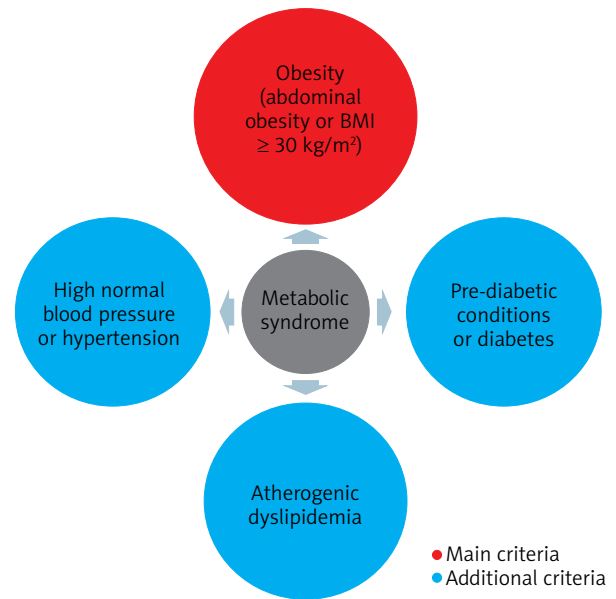 Obesity
(abdominal
obesity or BMI
≥ 30 kg/m²)
High normal
blood pressure
or hypertension
Metabolic
syndrome
Pre-diabetic
conditions
or diabetes
Atherogenic
dyslipidemia
Main criteria
Additional criteria